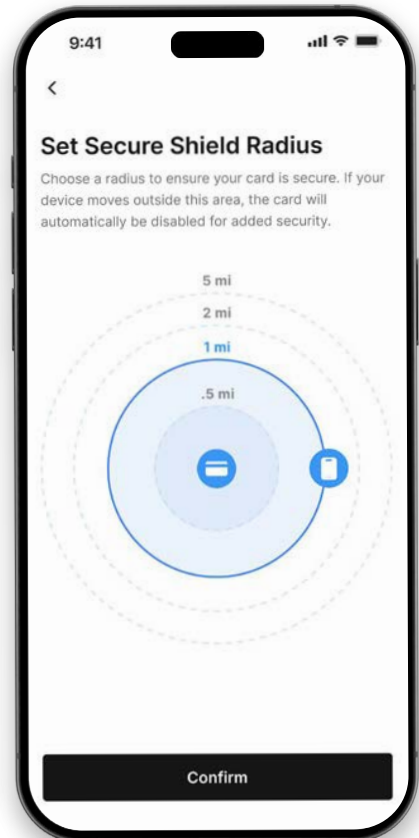 9:41
Set Secure Shield Radius
Choose a radius to ensure your card is secure. If your
device moves outside this area, the card will
automatically be disabled for added security.
5 mi
2 mi
1 mi
.5 mi
Confirm